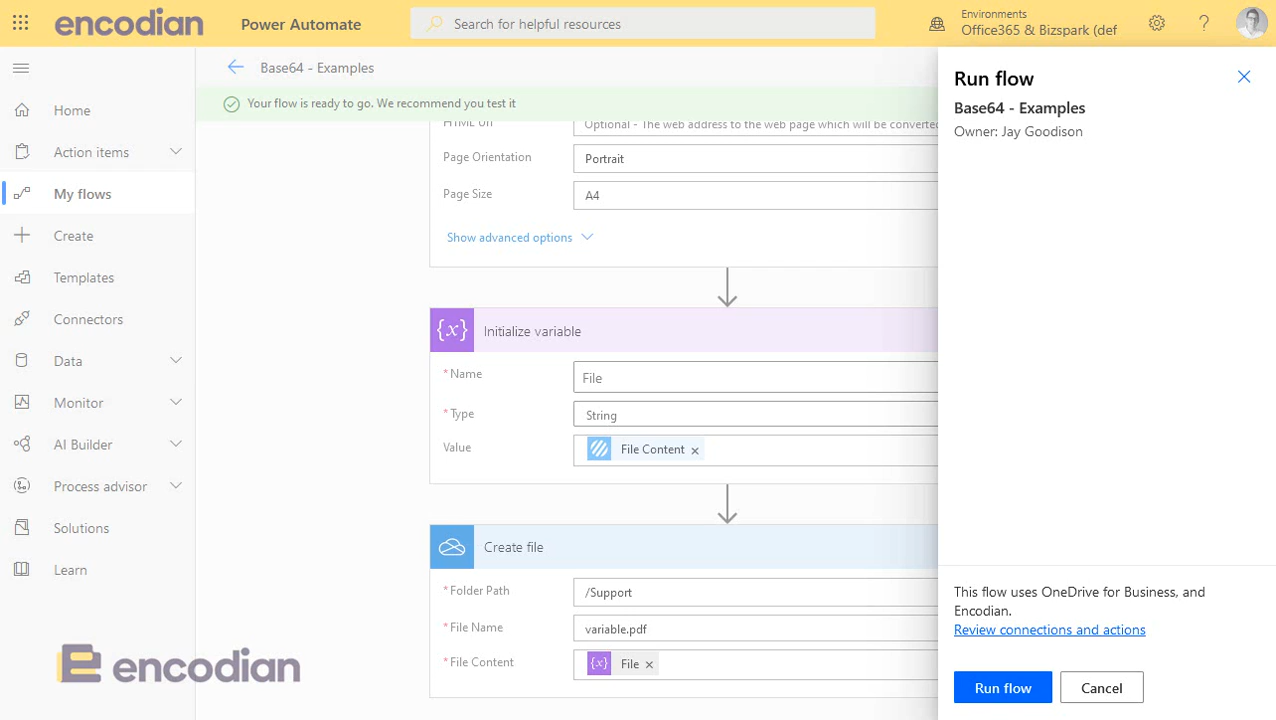 encodian
Power Automate
Search for helpful resources
Environments
Office365 & Bizspark (def
?
Home
Action items
My flows
Create
Templates
Connectors
Data
Monitor
AI Builder
Process advisor
Solutions
Learn
Base64 - Examples
Your flow is ready to go. We recommend you test it
HTML Url
Optional - The web address to the web page which will be converted
Page Orientation
Portrait
Page Size
A4
Show advanced options
{x} Initialize variable
* Name
File
* Type
String
Value
File Content ×
Create file
* Folder Path
/Support
* File Name
variable.pdf
* File Content
{x} File ×
encodian
Run flow
Base64 - Examples
Owner: Jay Goodison
This flow uses OneDrive for Business, and
Encodian.
Review connections and actions
Run flow
Cancel